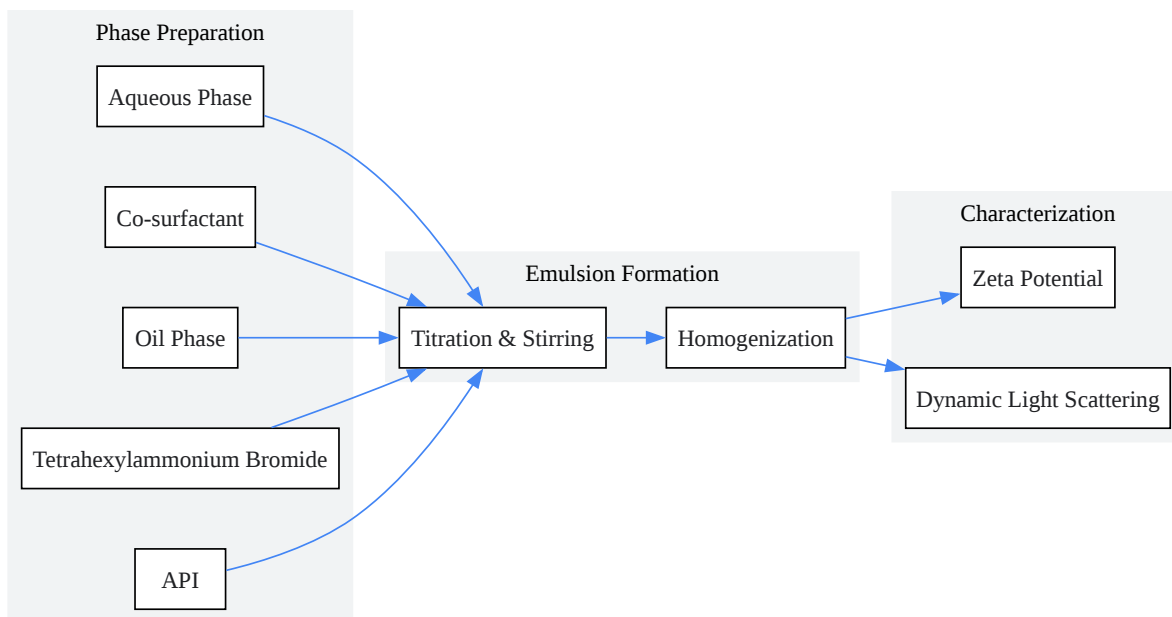 Phase Preparation
Aqueous Phase
Co-surfactant
Oil Phase
Tetrahexylammonium Bromide
API
Emulsion Formation
Titration & Stirring
Homogenization
Characterization
Zeta Potential
Dynamic Light Scattering